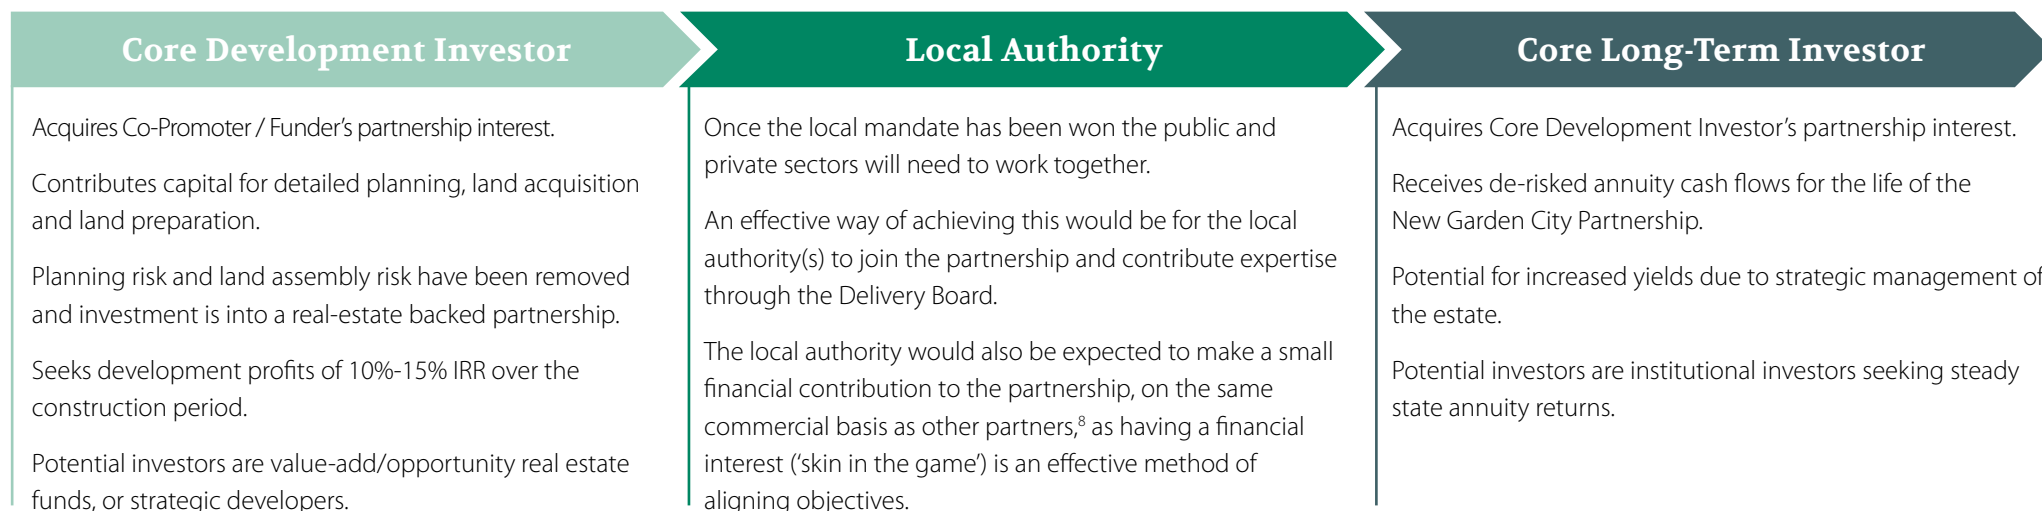 Core Development Investor
Acquires Co-Promoter / Funder’s partnership interest.
Contributes capital for detailed planning, land acquisition
and land preparation.
Planning risk and land assembly risk have been removed
and investment is into a real-estate backed partnership.
Seeks development profits of 10%-15% IRR over the
construction period.
Potential investors are value-add/opportunity real estate
funds, or strategic developers.
Local Authority
Once the local mandate has been won the public and
private sectors will need to work together.
An effective way of achieving this would be for the local
authority(s) to join the partnership and contribute expertise
through the Delivery Board.
The local authority would also be expected to make a small
financial contribution to the partnership, on the same
commercial basis as other partners,⁸ as having a financial
interest (‘skin in the game’) is an effective method of
aligning objectives.
Core Long-Term Investor
Acquires Core Development Investor’s partnership interest.
Receives de-risked annuity cash flows for the life of the
New Garden City Partnership.
Potential for increased yields due to strategic management of
the estate.
Potential investors are institutional investors seeking steady
state annuity returns.